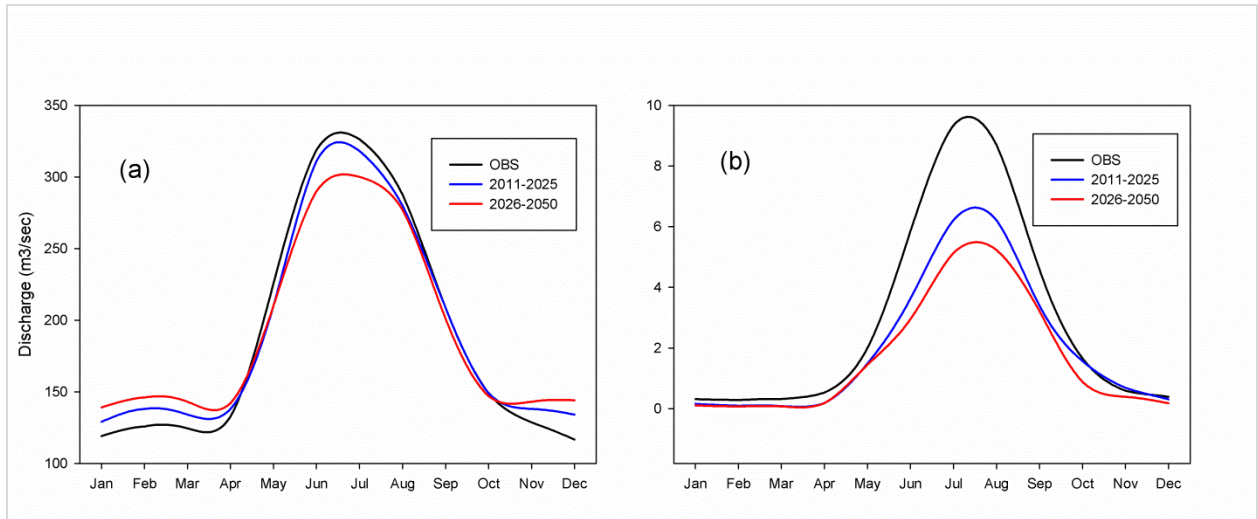 (a)
Discharge (m3/sec)
350
300
250
200
150
100
OBS
2011-2025
2026-2050
Jan Feb Mar Apr May Jun Jul Aug Sep Oct Nov Dec
(b)
10
8
6
4
2
0
OBS
2011-2025
2026-2050
Jan Feb Mar Apr May Jun Jul Aug Sep Oct Nov Dec